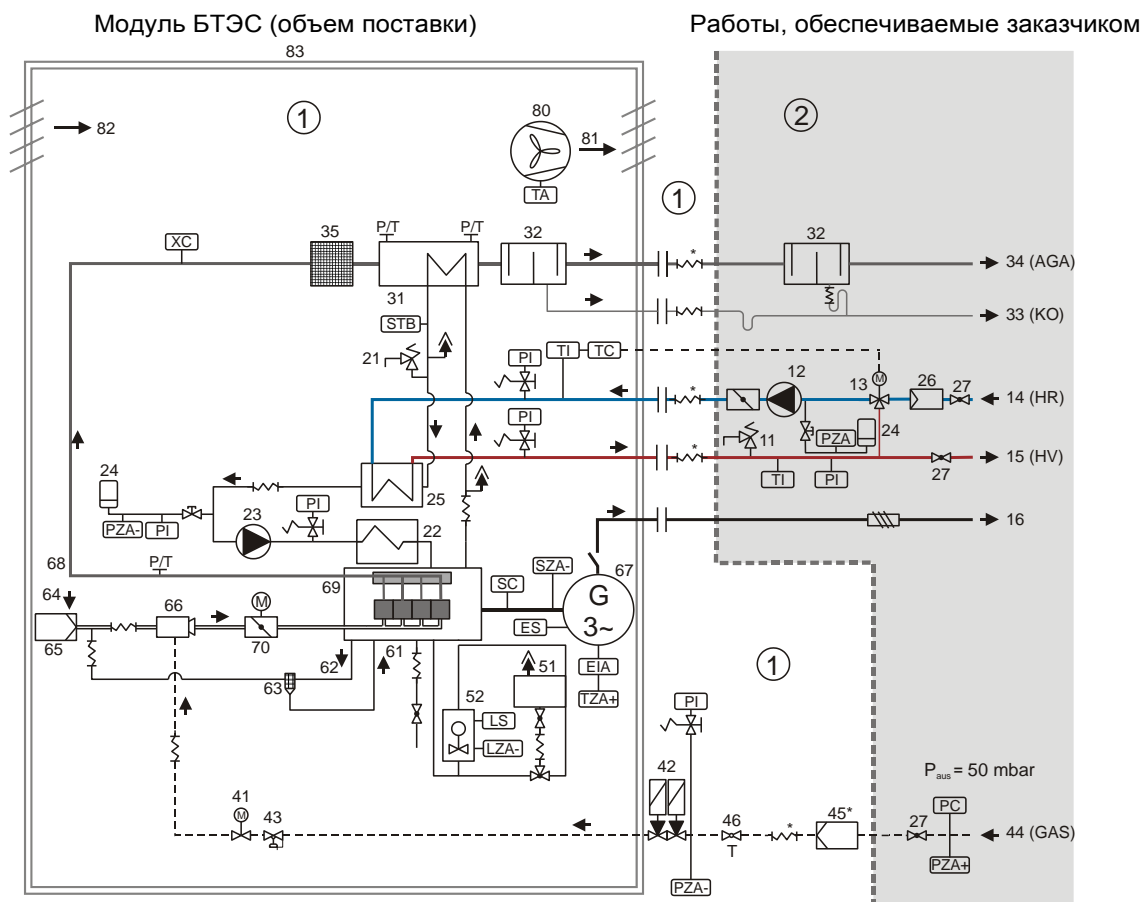 Модуль БТЭС (объем поставки)
Работы, обеспечиваемые заказчиком
83
1
80
82
81
2
TA
1
XC
35
P/T
P/T
32
32
34 (AGA)
31
33 (KO)
STB
21
PI
TI
TC
12
13
M
26
27
14 (HR)
PI
11
PZA
24
15 (HV)
24
25
TI
PI
27
PZA-
PI
23
PI
22
16
68
P/T
69
SZA-
67
SC
G
3~
64
66
M
ES
65
70
62
61
EIA
1
63
51
52
TZA+
LS
PI
LZA-
42
P aus = 50 mbar
41
M
43
46
*
45*
27
PC
44 (GAS)
PZA-
PZA+
*
*
*